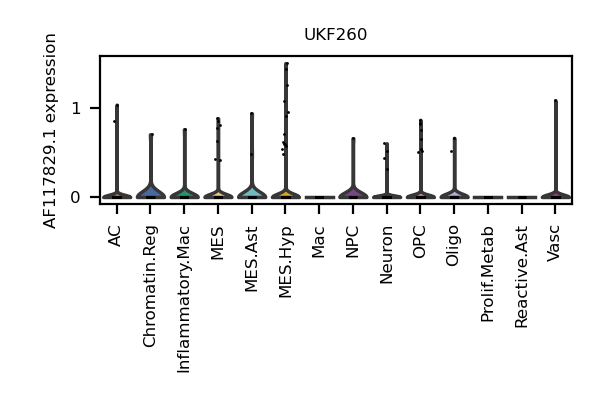 UKF260
AF117829.1 expression
1
0
AC
Chromatin.Reg
Inflammatory.Mac
MES
MES.Ast
MES.Hyp
Mac
NPC
Neuron
OPC
Oligo
Prolif.Metab
Reactive.Ast
Vasc